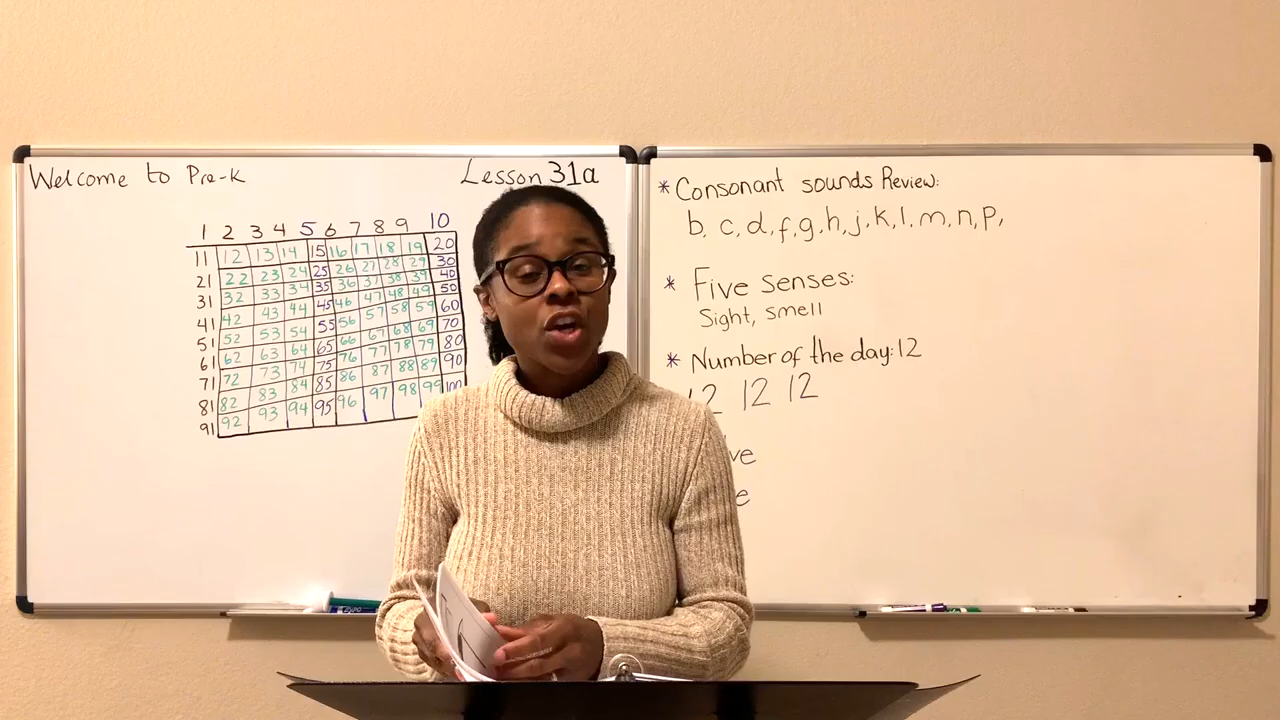 Welcome to Pre-K
Lesson 31a
1 2 3 4 5 6 7 8 9 10
11 12 13 14 15 16 17 18 19 20
21 22 23 24 25 26 27 28 29 30
31 32 33 34 35 36 37 38 39 40
41 42 43 44 45 46 47 48 49 50
51 52 53 54 55 56 57 58 59 60
61 62 63 64 65 66 67 68 69 70
71 72 73 74 75 76 77 78 79 80
81 82 83 84 85 86 87 88 89 90
91 92 93 94 95 96 97 98 99 100
* Consonant sounds Review:
b, c, d, f, g, h, j, k, l, m, n, p,
* Five senses:
Sight, smell
* Number of the day: 12
12 12 12
ve
e
EXPO